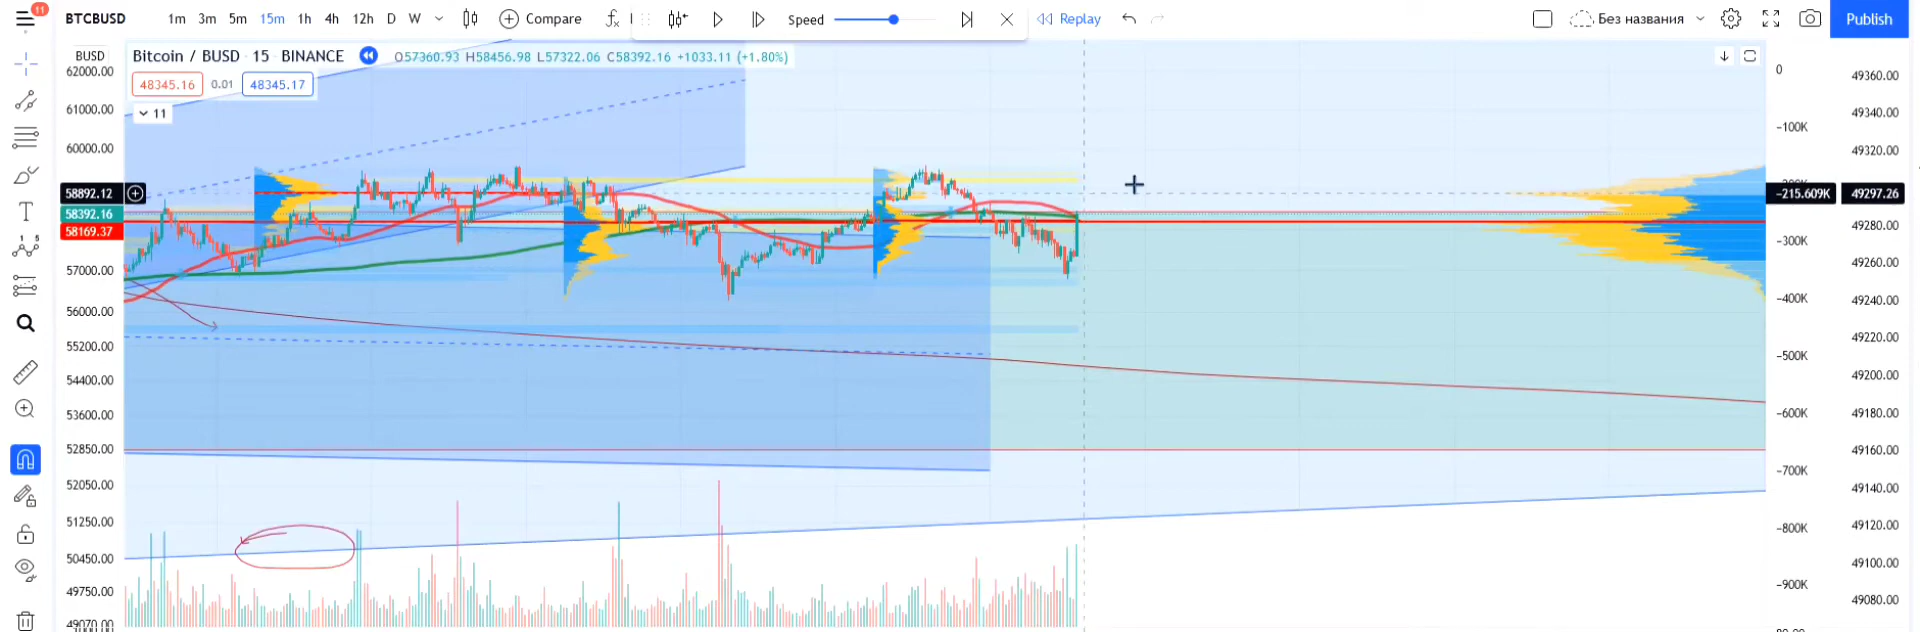 11
BTCBUSD 1m 3m 5m 15m 1h 4h 12h D W Compare Speed Replay Без названия Publish
BUSD Bitcoin / BUSD 15 BINANCE O57360.93 H58456.98 L57322.06 C58392.16 +1033.11 (+1.80%)
48345.16 0.01 48345.17
11
62000.00
61000.00
60000.00
58892.12
58392.16
58169.37
57000.00
56000.00
55200.00
54400.00
53600.00
52850.00
52050.00
51250.00
50450.00
49750.00
49070.00
0
-100K
-215.609K
-300K
-400K
-500K
-600K
-700K
-800K
-900K
49360.00
49340.00
49320.00
49297.26
49280.00
49260.00
49240.00
49220.00
49200.00
49180.00
49160.00
49140.00
49120.00
49100.00
49080.00